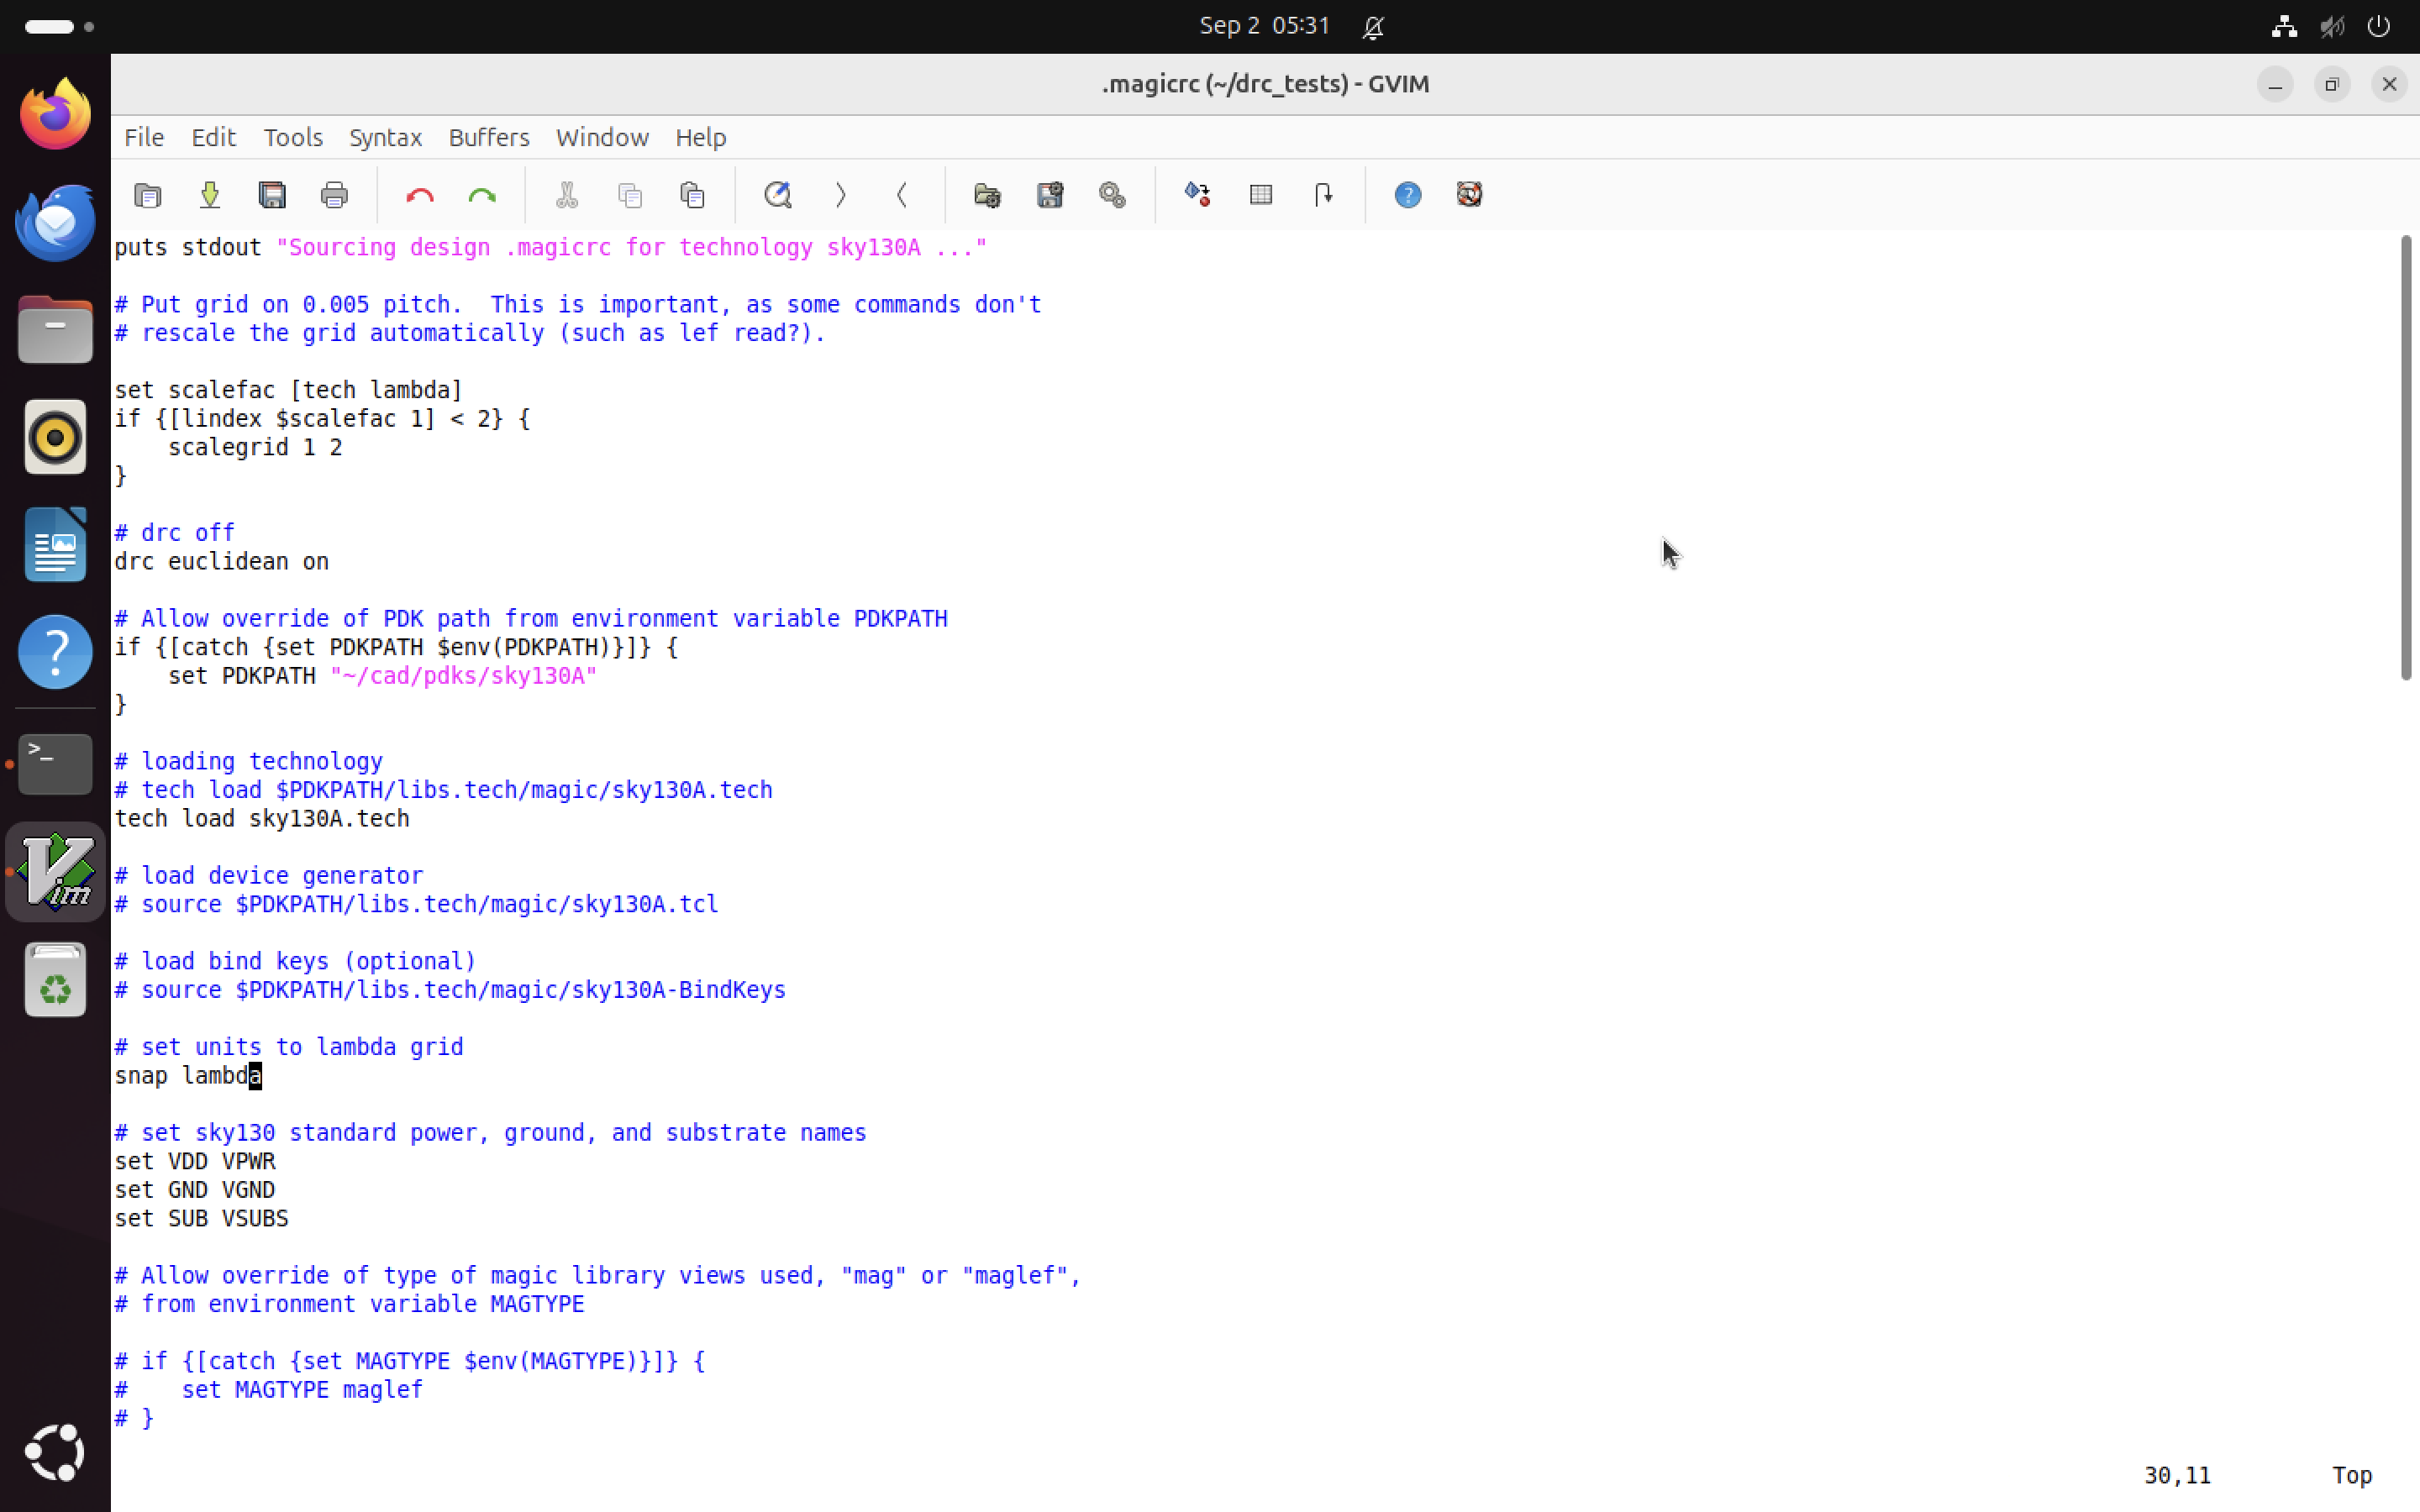 Sep 2 05:31
.magicrc (~/drc_tests) - GVIM
File Edit Tools Syntax Buffers Window Help
puts stdout "Sourcing design .magicrc for technology sky130A ..."
# Put grid on 0.005 pitch.  This is important, as some commands don't
# rescale the grid automatically (such as lef read?).
set scalefac [tech lambda]
if {[lindex $scalefac 1] < 2} {
    scalegrid 1 2
}
# drc off
drc euclidean on
# Allow override of PDK path from environment variable PDKPATH
if {[catch {set PDKPATH $env(PDKPATH)}]} {
    set PDKPATH "~/cad/pdks/sky130A"
}
# loading technology
# tech load $PDKPATH/libs.tech/magic/sky130A.tech
tech load sky130A.tech
# load device generator
# source $PDKPATH/libs.tech/magic/sky130A.tcl
# load bind keys (optional)
# source $PDKPATH/libs.tech/magic/sky130A-BindKeys
# set units to lambda grid
snap lambda
# set sky130 standard power, ground, and substrate names
set VDD VPWR
set GND VGND
set SUB VSUBS
# Allow override of type of magic library views used, "mag" or "maglef",
# from environment variable MAGTYPE
# if {[catch {set MAGTYPE $env(MAGTYPE)}]} {
#    set MAGTYPE maglef
# }
30,11 Top